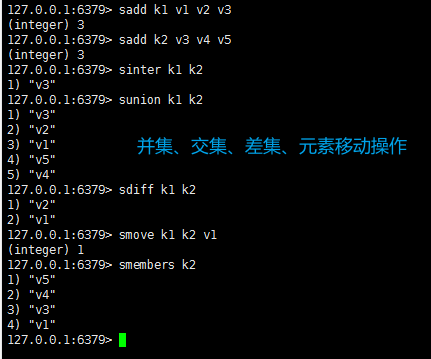 127.0.0.1:6379> sadd k1 v1 v2 v3
(integer) 3
127.0.0.1:6379> sadd k2 v3 v4 v5
(integer) 3
127.0.0.1:6379> sinter k1 k2
1) "v3"
127.0.0.1:6379> sunion k1 k2
1) "v3"
2) "v2"
3) "v1"
并集、交集、差集、元素移动操作
4) "v5"
5) "v4"
127.0.0.1:6379> sdiff k1 k2
1) "v2"
2) "v1"
127.0.0.1:6379> smove k1 k2 v1
(integer) 1
127.0.0.1:6379> smembers k2
1) "v5"
2) "v4"
3) "v3"
4) "v1"
127.0.0.1:6379>